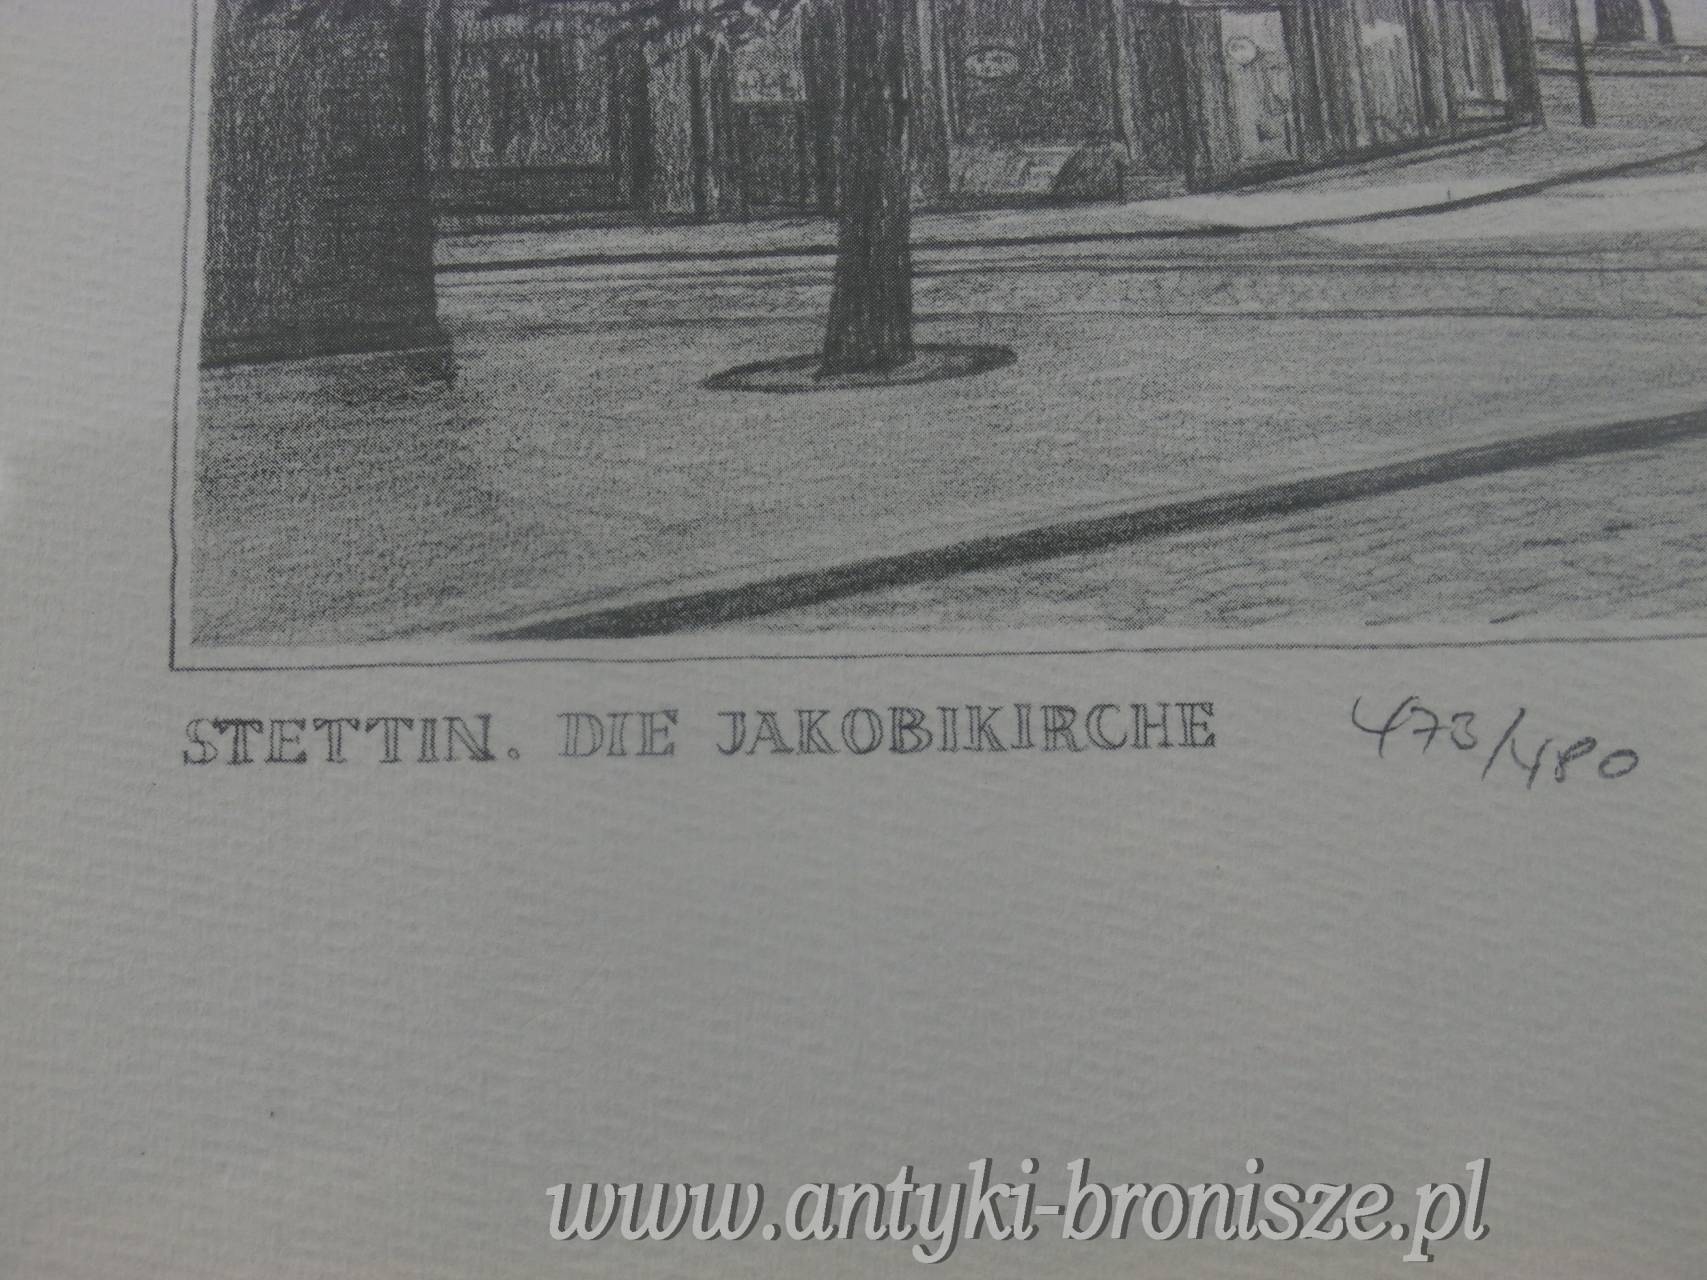 STETTIN. DIE JAKOBIKIRCHE 473/480
www.antyki-bronisze.pl